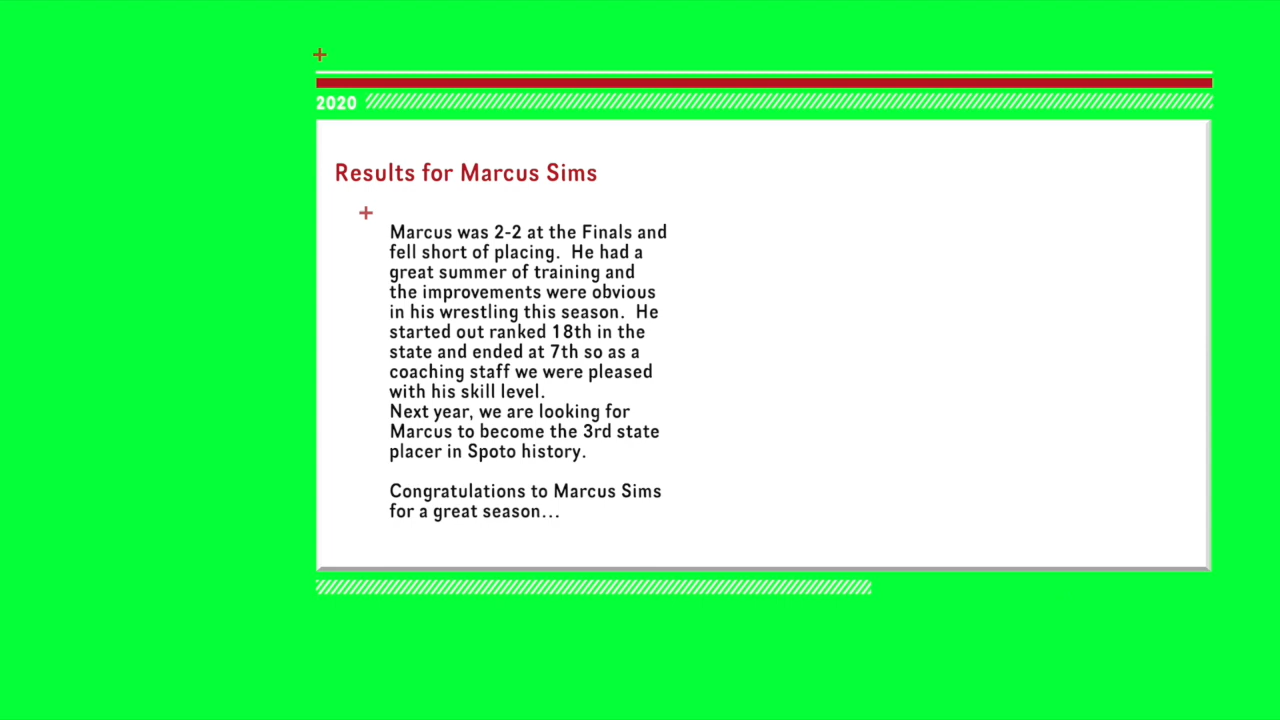 2020
Results for Marcus Sims
Marcus was 2-2 at the Finals and
fell short of placing.  He had a
great summer of training and
the improvements were obvious
in his wrestling this season.  He
started out ranked 18th in the
state and ended at 7th so as a
coaching staff we were pleased
with his skill level.
Next year, we are looking for
Marcus to become the 3rd state
placer in Spoto history.
Congratulations to Marcus Sims
for a great season...